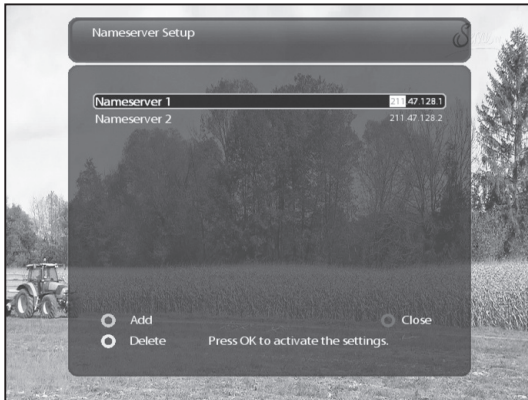 Nameserver Setup
Nameserver 1 211.47.128.1
Nameserver 2 211.47.128.2
Add Close
Delete Press OK to activate the settings.